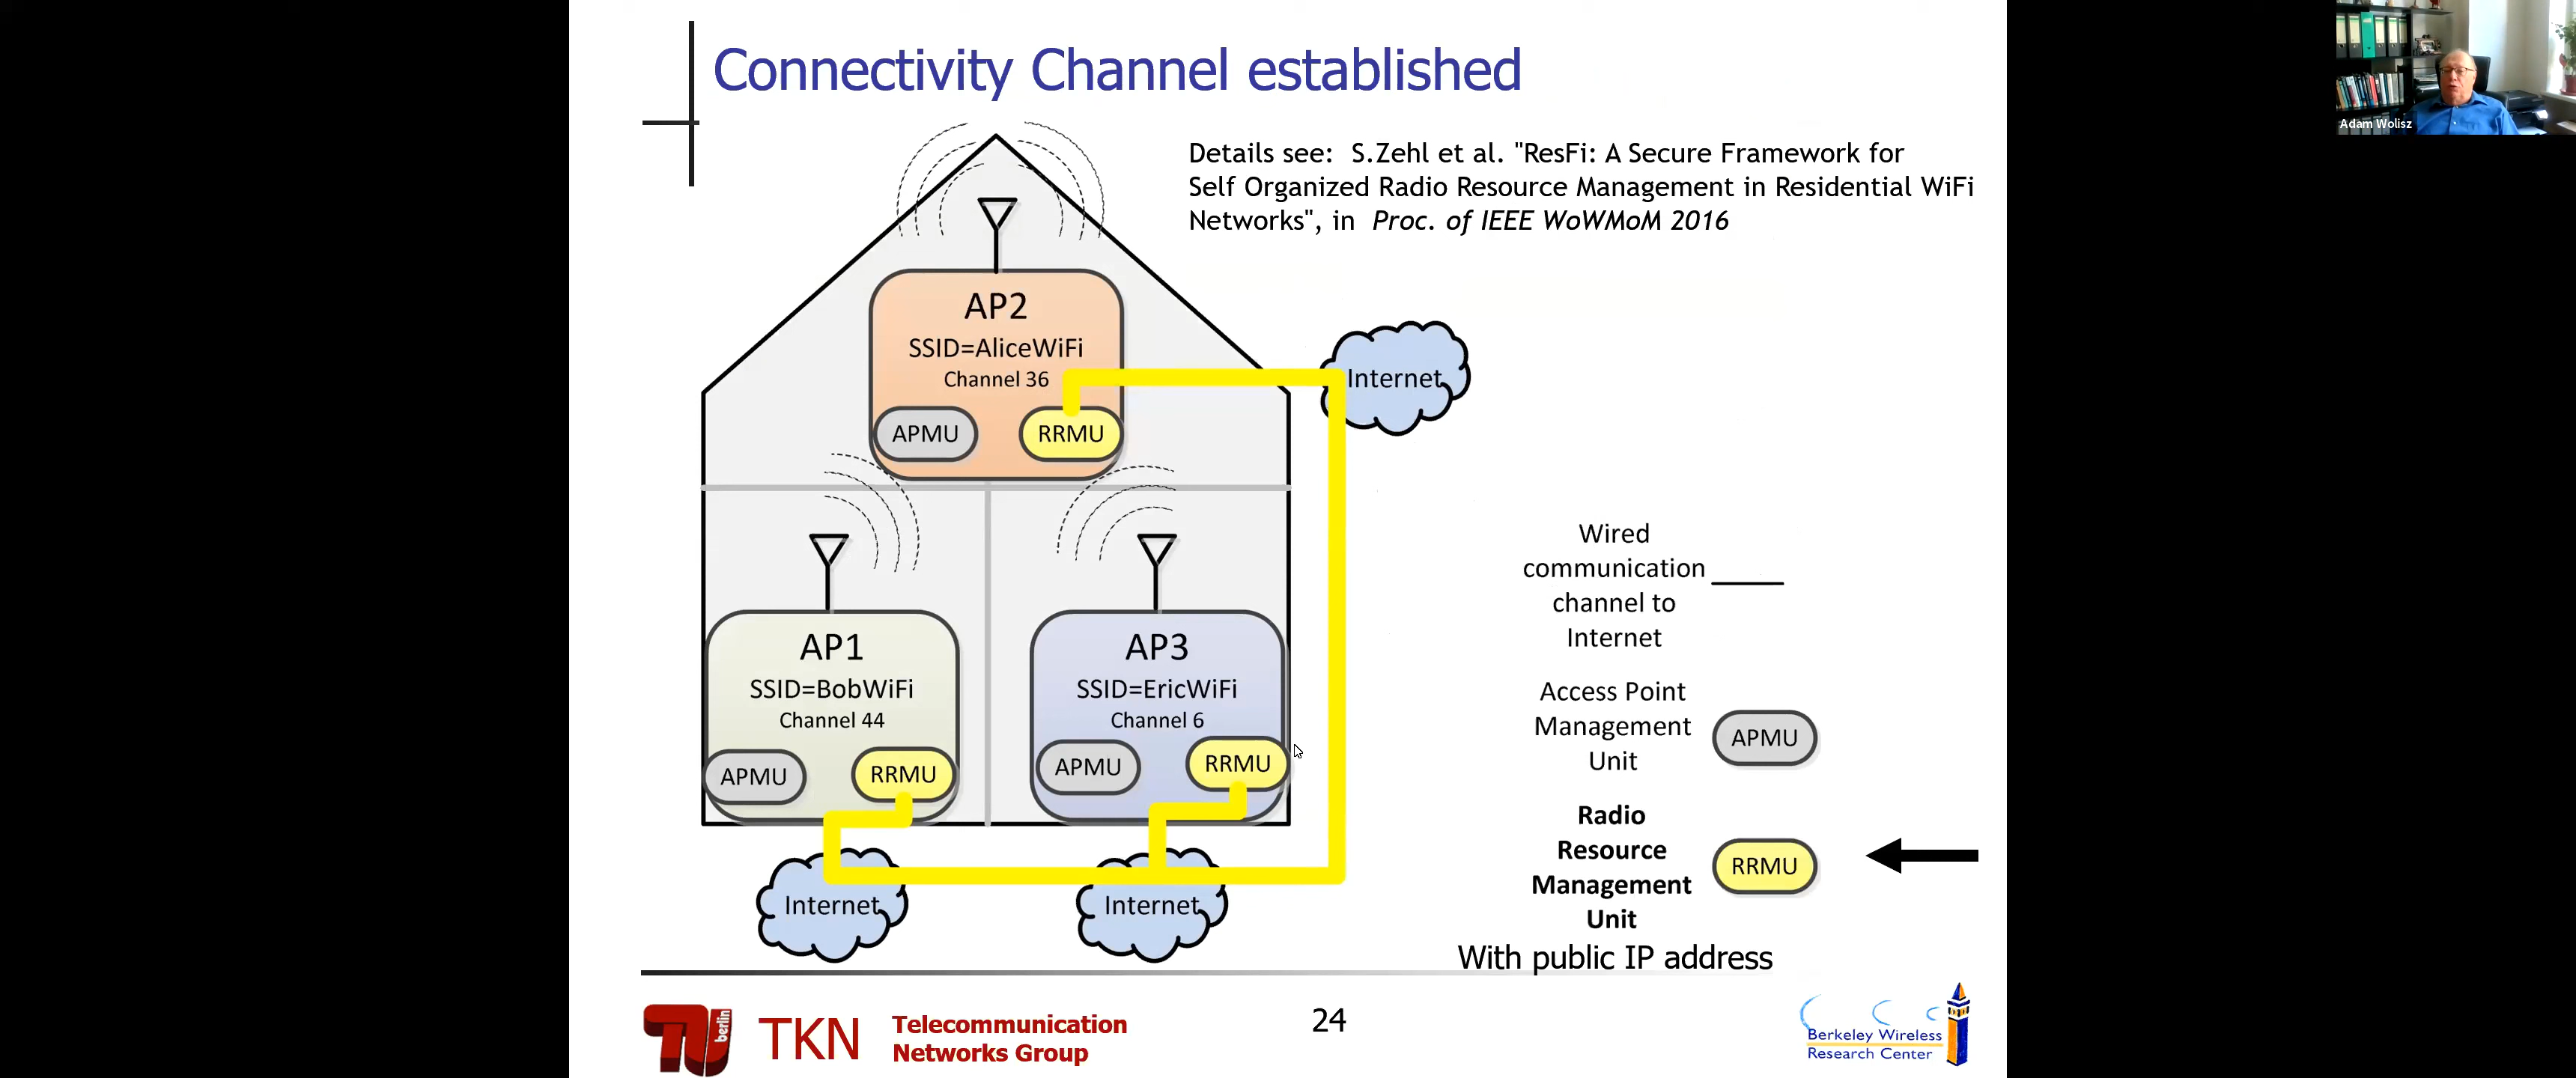 Connectivity Channel established
Adam Wolisz
Details see: S.Zehl et al. "ResFi: A Secure Framework for
Self Organized Radio Resource Management in Residential WiFi
Networks", in Proc. of IEEE WoWMoM 2016
AP2
SSID=AliceWiFi
Channel 36
APMU
RRMU
Internet
AP1
SSID=BobWiFi
Channel 44
APMU
RRMU
AP3
SSID=EricWiFi
Channel 6
APMU
RRMU
Internet
Internet
Wired
communication
channel to
Internet
Access Point
Management
Unit
APMU
Radio
Resource
Management
Unit
RRMU
With public IP address
berlin
TKN
Telecommunication
Networks Group
24
Berkeley Wireless
Research Center